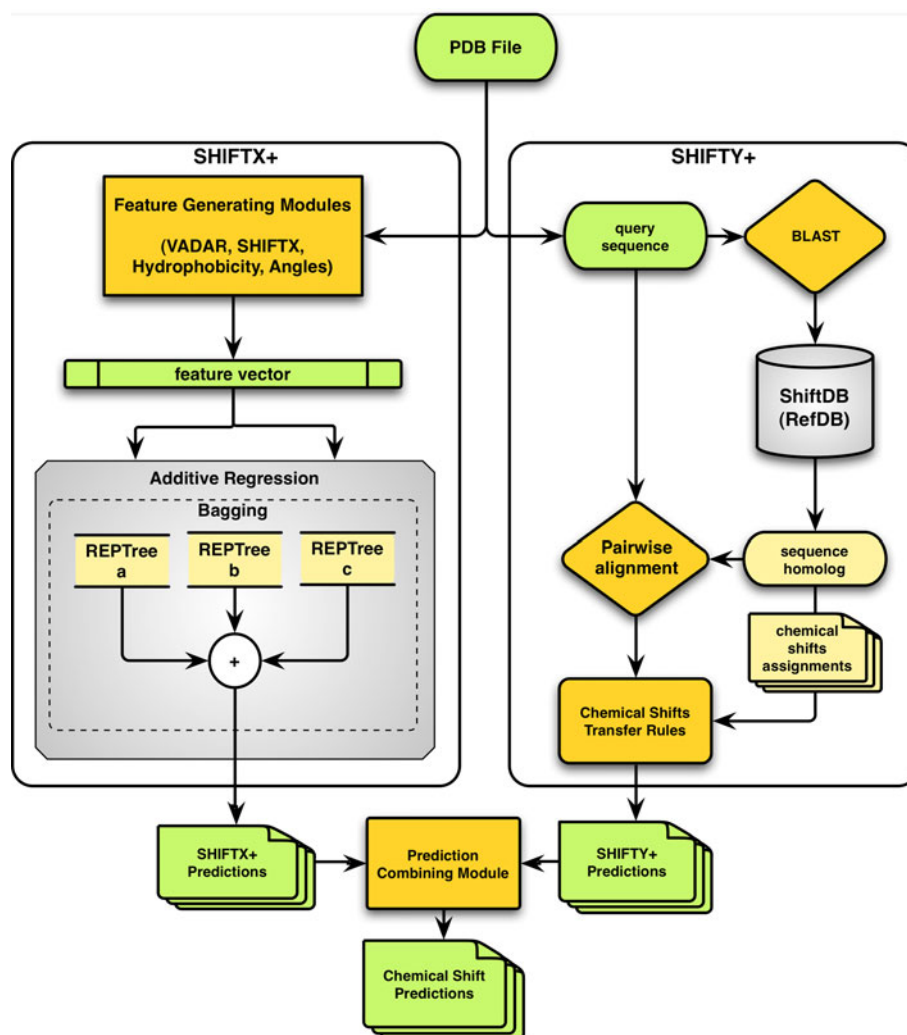 PDB File
SHIFTX+
Feature Generating Modules
(VADAR, SHIFTX,
Hydrophobicity, Angles)
feature vector
Additive Regression
Bagging
REPTree
a
REPTree
b
REPTree
c
+
SHIFTY+
query
sequence
BLAST
ShiftDB
(RefDB)
Pairwise
alignment
sequence
homolog
chemical
shifts
assignments
Chemical Shifts
Transfer Rules
SHIFTX+
Predictions
Prediction
Combining Module
SHIFTY+
Predictions
Chemical Shift
Predictions